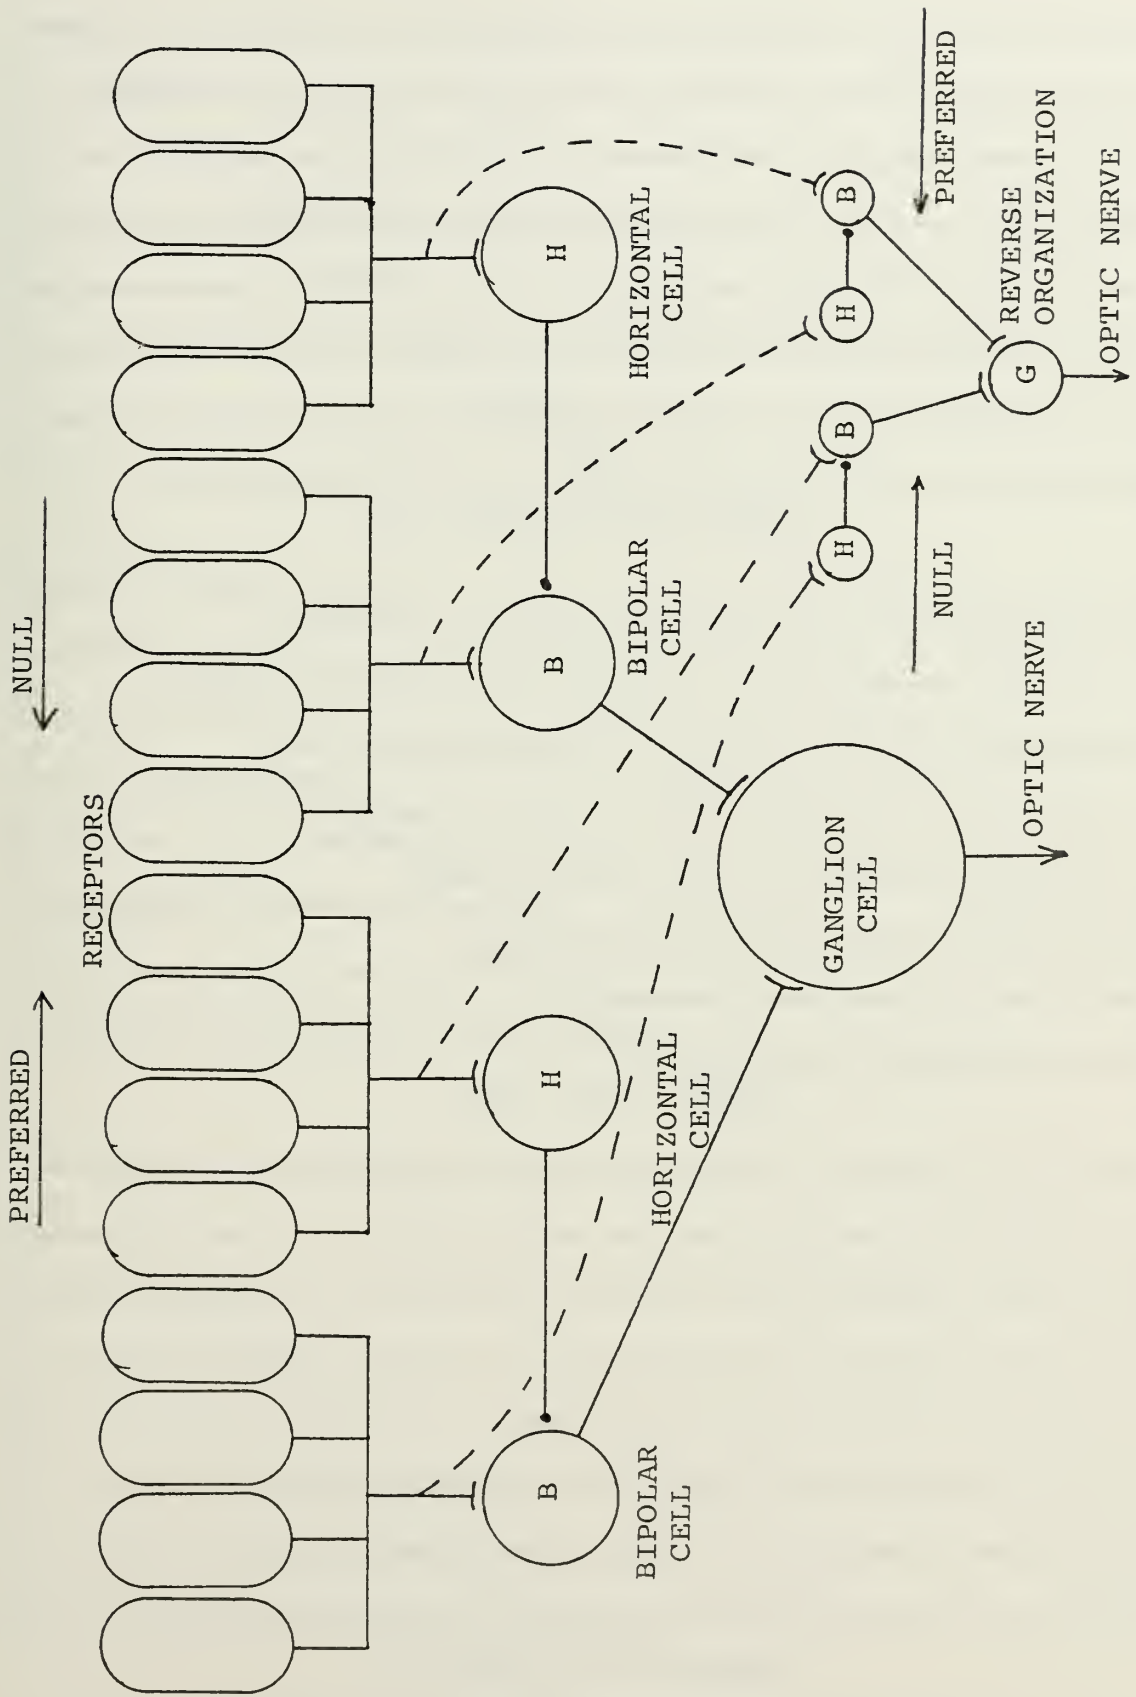 PREFERRED
NULL
RECEPTORS
B
H
B
H
BIPOLAR
CELL
HORIZONTAL
CELL
BIPOLAR
CELL
HORIZONTAL
CELL
GANGLION
CELL
H
B
H
B
NULL
PREFERRED
G
REVERSE
ORGANIZATION
OPTIC NERVE
OPTIC NERVE